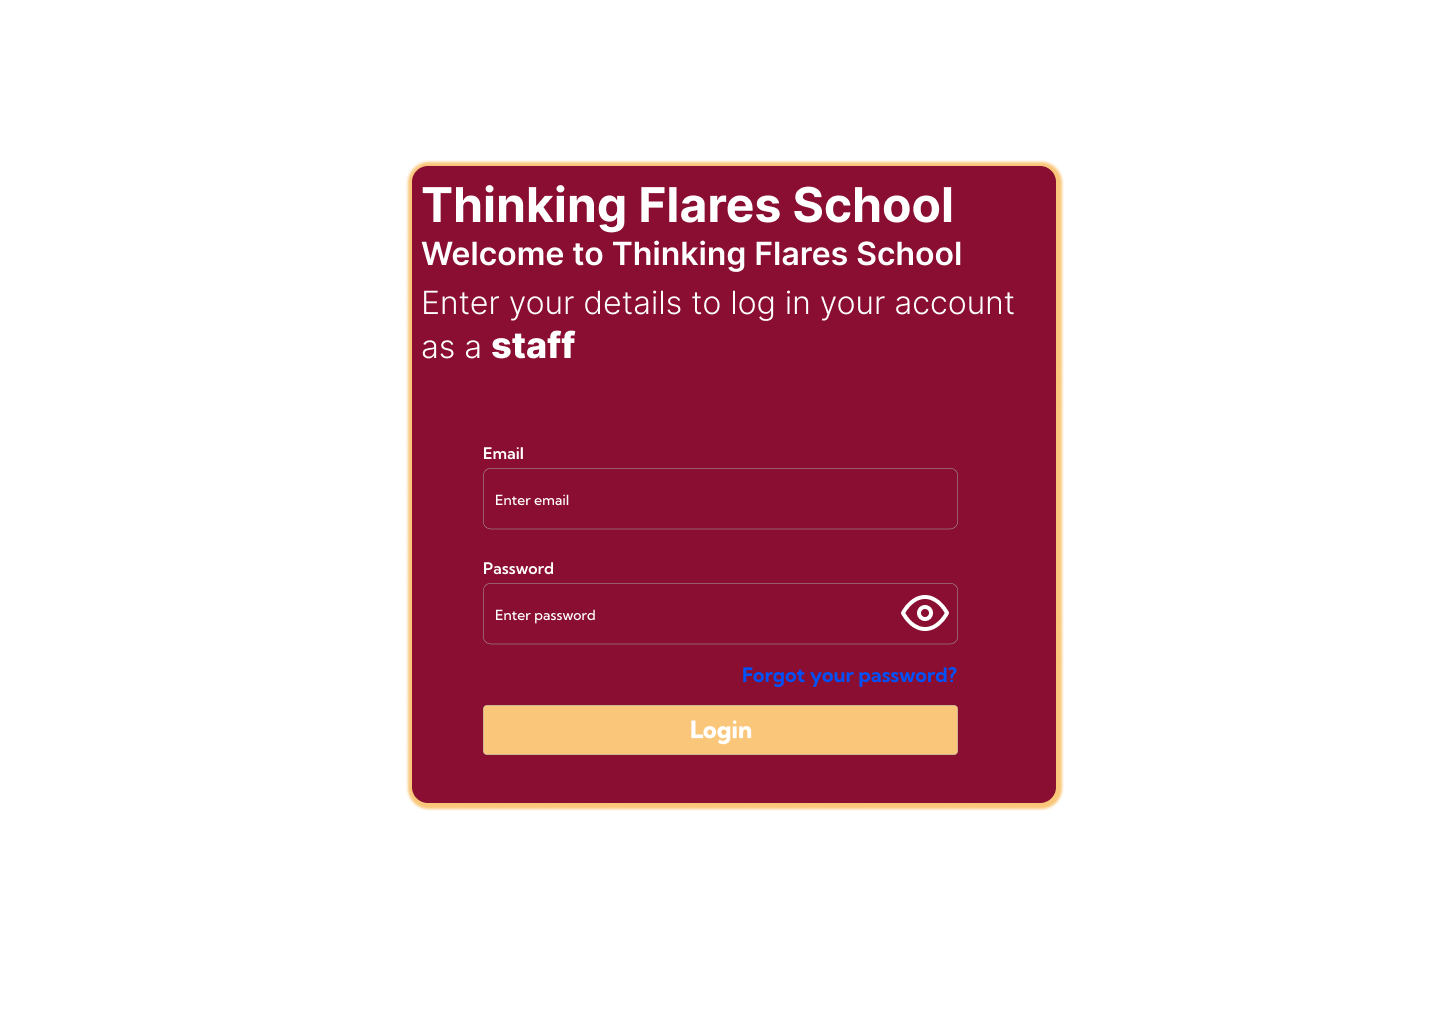 Thinking Flares School
Welcome to Thinking Flares School
Enter your details to log in your account
as a staff
Email
Enter email
Password
Enter password
Forgot your password?
Login